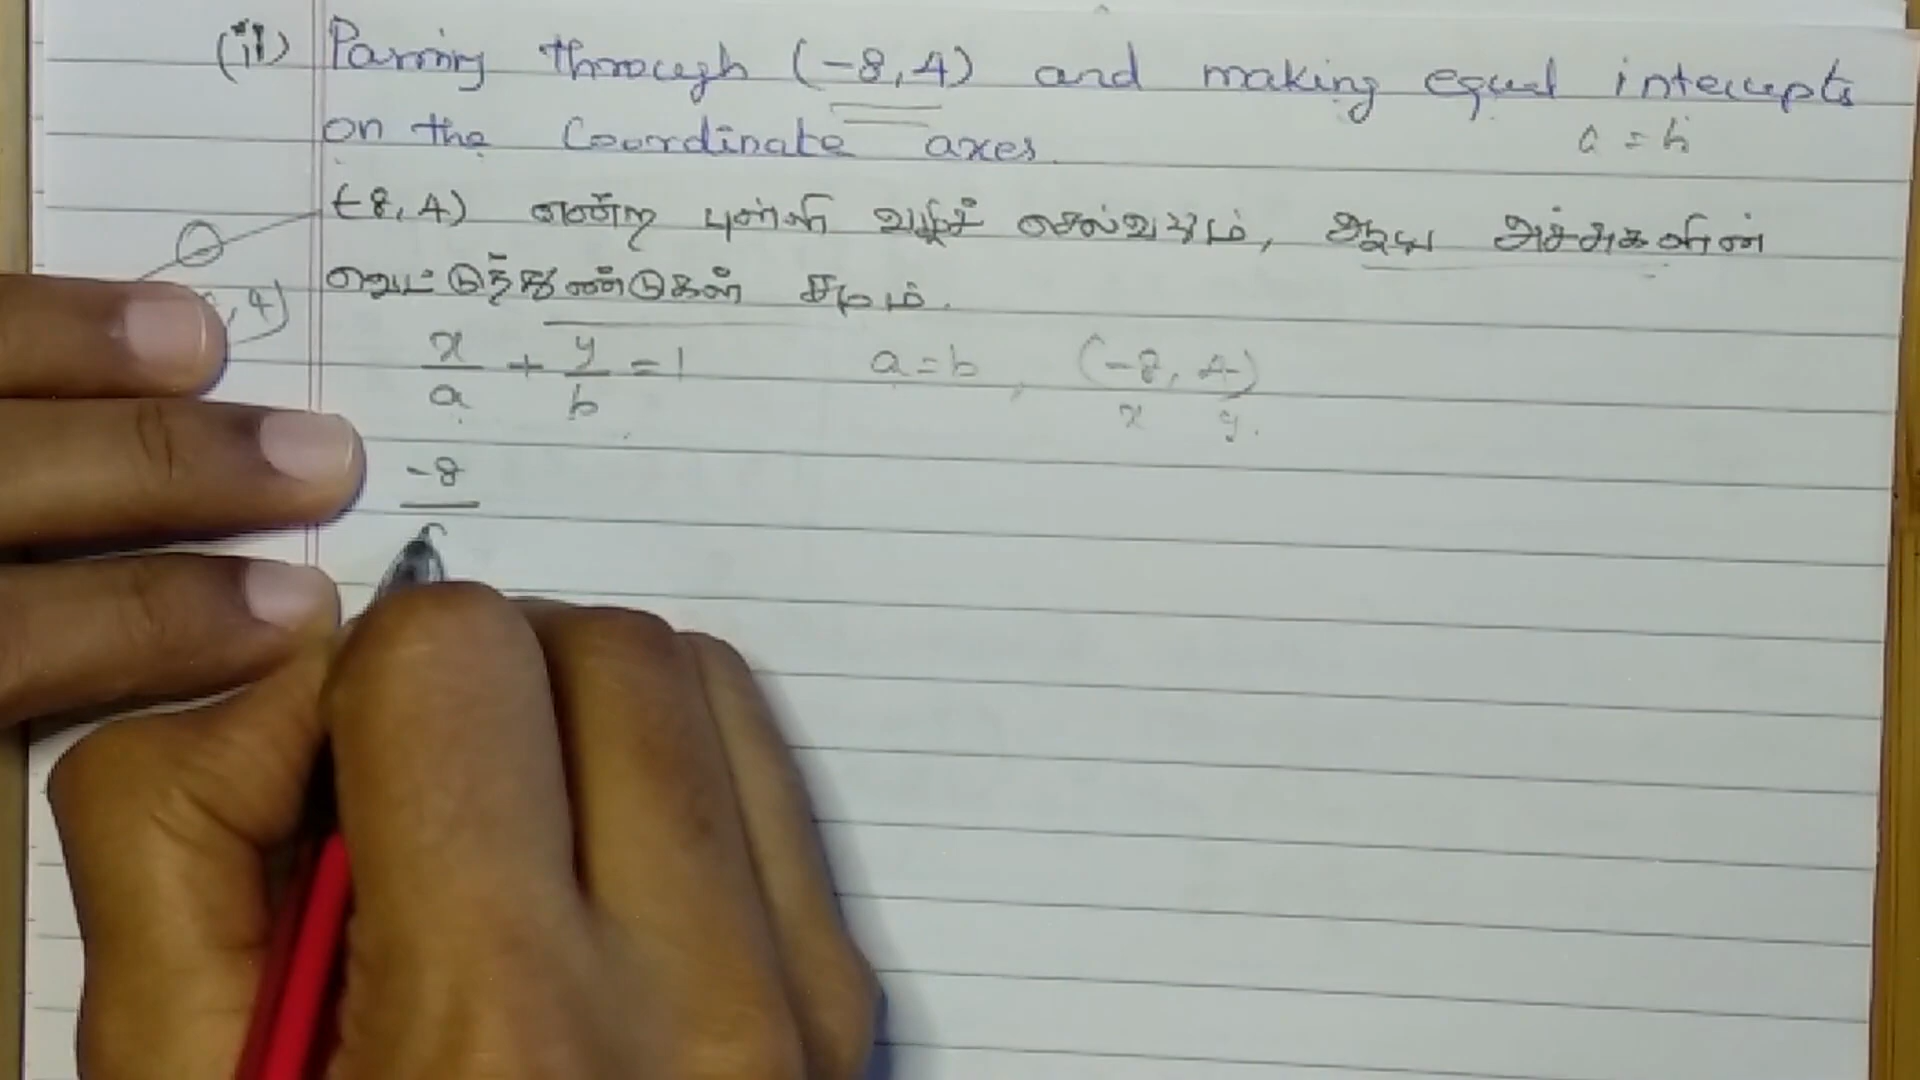 (ii) Passing through (-8,4) and making equal intercepts
a = b
on the Coordinate axes.
(-8,4) என்ற புள்ளி வழிச் செல்வதும், ஆய அச்சுகளின்
வெட்டுத்துண்டுகள் சமம்.
, 4)
x/a + y/b = 1 a = b , (-8, 4)
x y.
-8